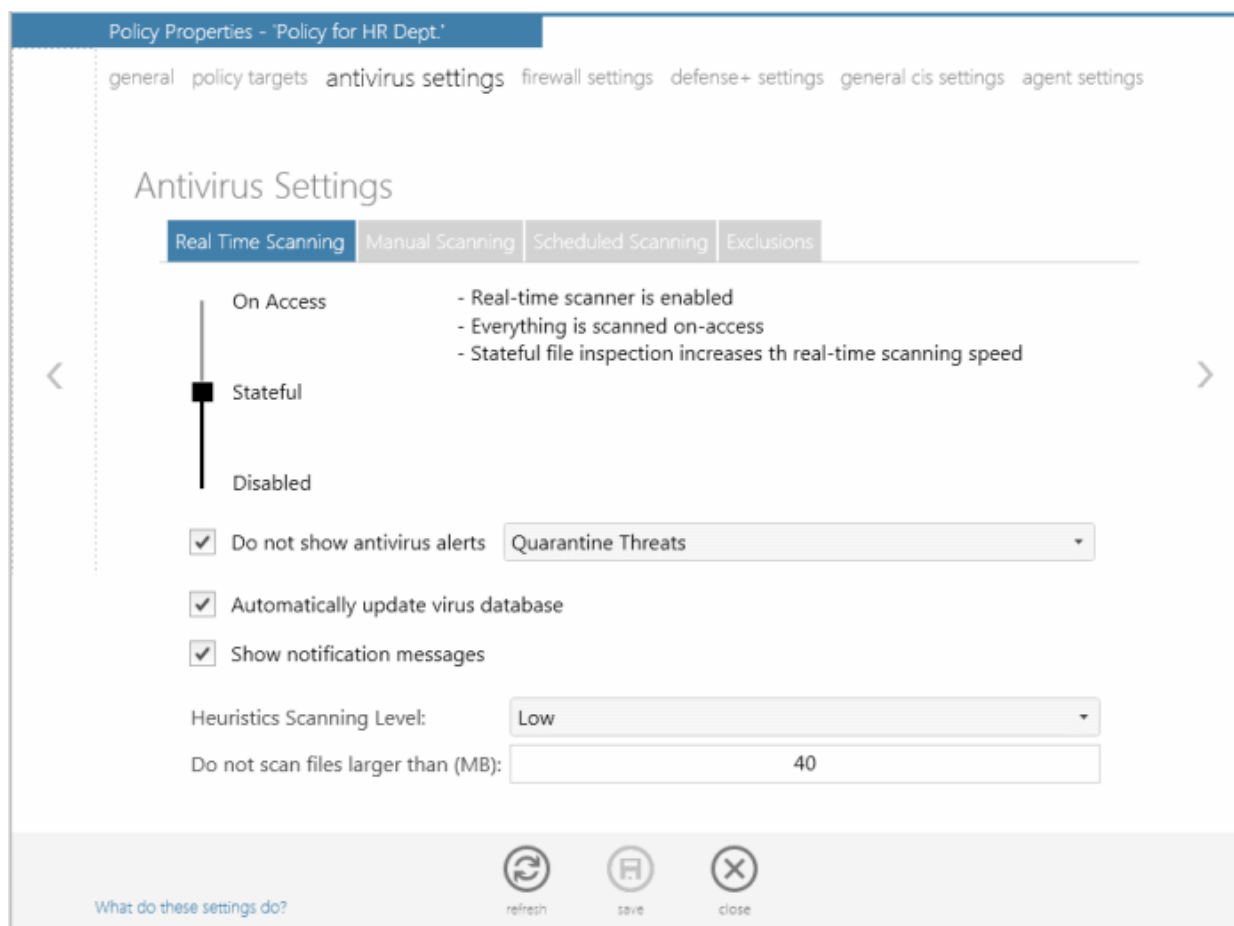 Policy Properties - 'Policy for HR Dept.'
general policy targets antivirus settings firewall settings defense+ settings general cis settings agent settings
Antivirus Settings
Real Time Scanning Manual Scanning Scheduled Scanning Exclusions
On Access
- Real-time scanner is enabled
- Everything is scanned on-access
- Stateful file inspection increases th real-time scanning speed
Stateful
Disabled
Do not show antivirus alerts Quarantine Threats
Automatically update virus database
Show notification messages
Heuristics Scanning Level: Low
Do not scan files larger than (MB): 40
What do these settings do? refresh save close